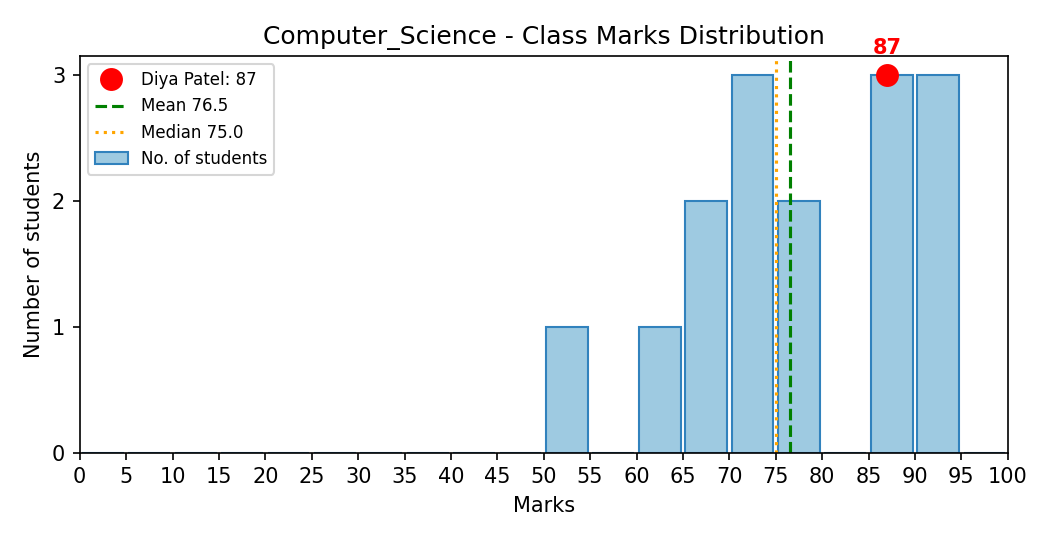 Computer_Science - Class Marks Distribution
87
Diya Patel: 87
Mean 76.5
Median 75.0
No. of students
Number of students
3
2
1
0
0 5 10 15 20 25 30 35 40 45 50 55 60 65 70 75 80 85 90 95 100
Marks